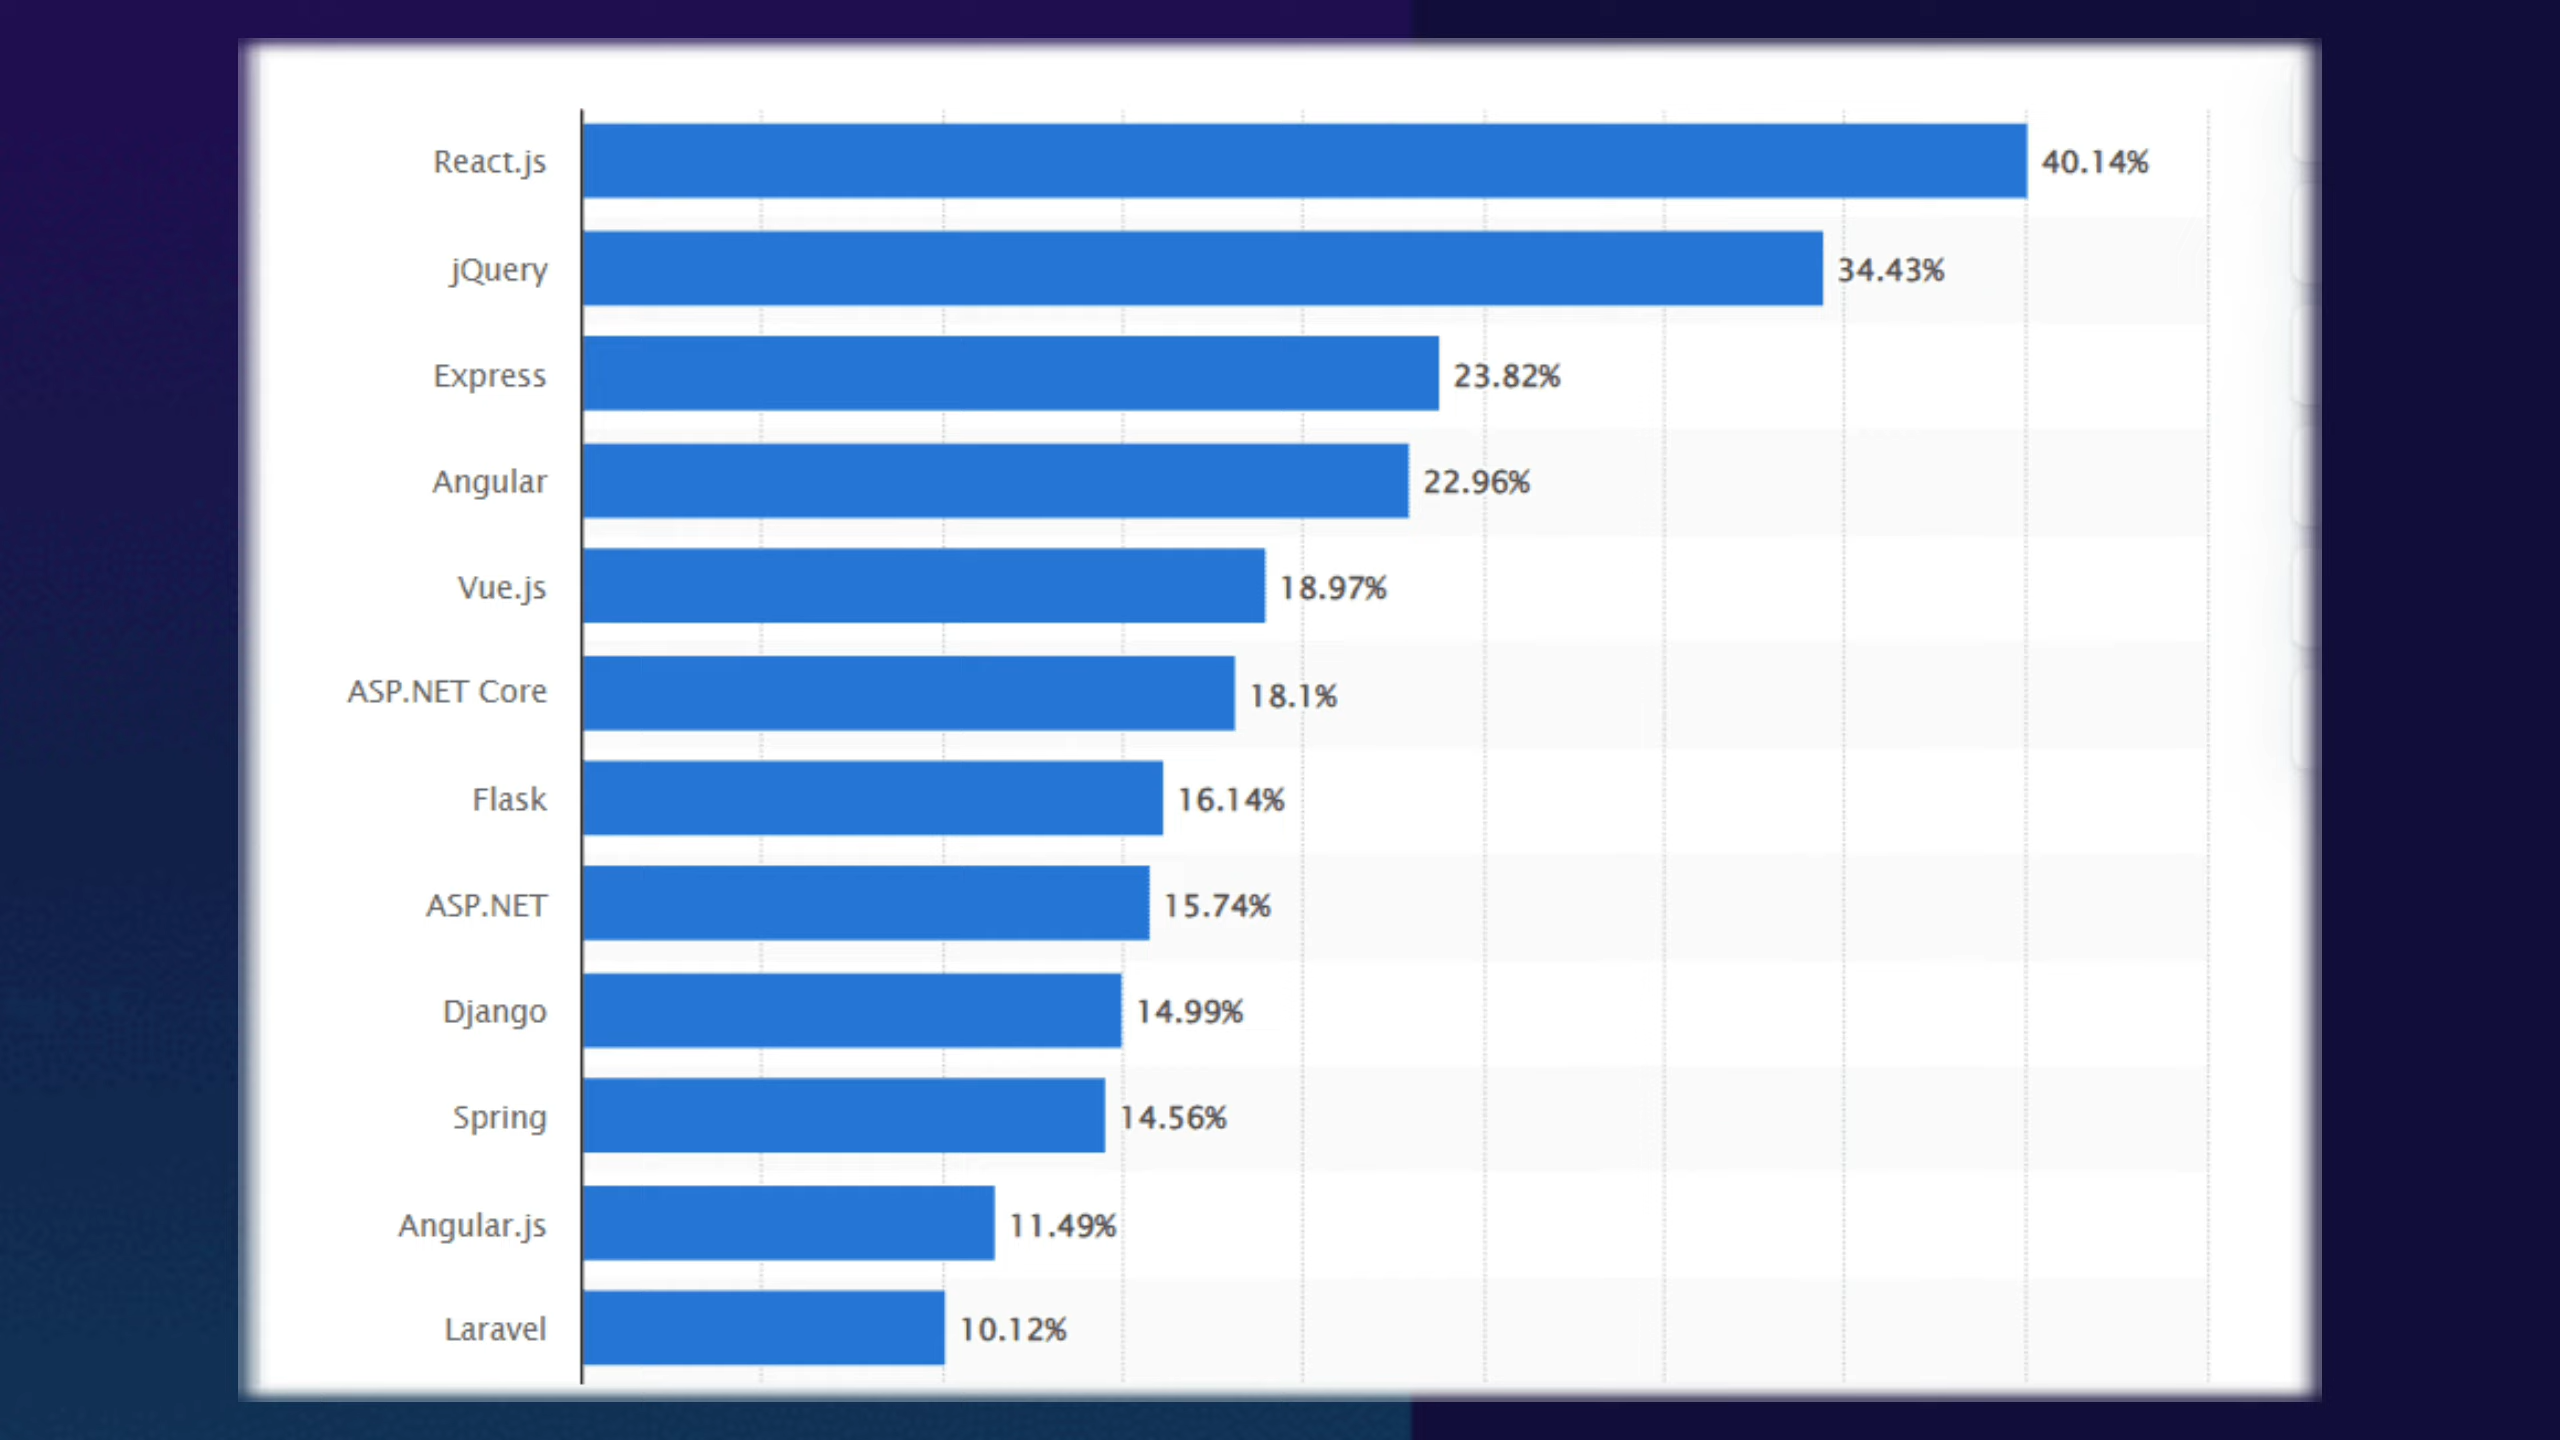 React.js 40.14%
jQuery 34.43%
Express 23.82%
Angular 22.96%
Vue.js 18.97%
ASP.NET Core 18.1%
Flask 16.14%
ASP.NET 15.74%
Django 14.99%
Spring 14.56%
Angular.js 11.49%
Laravel 10.12%